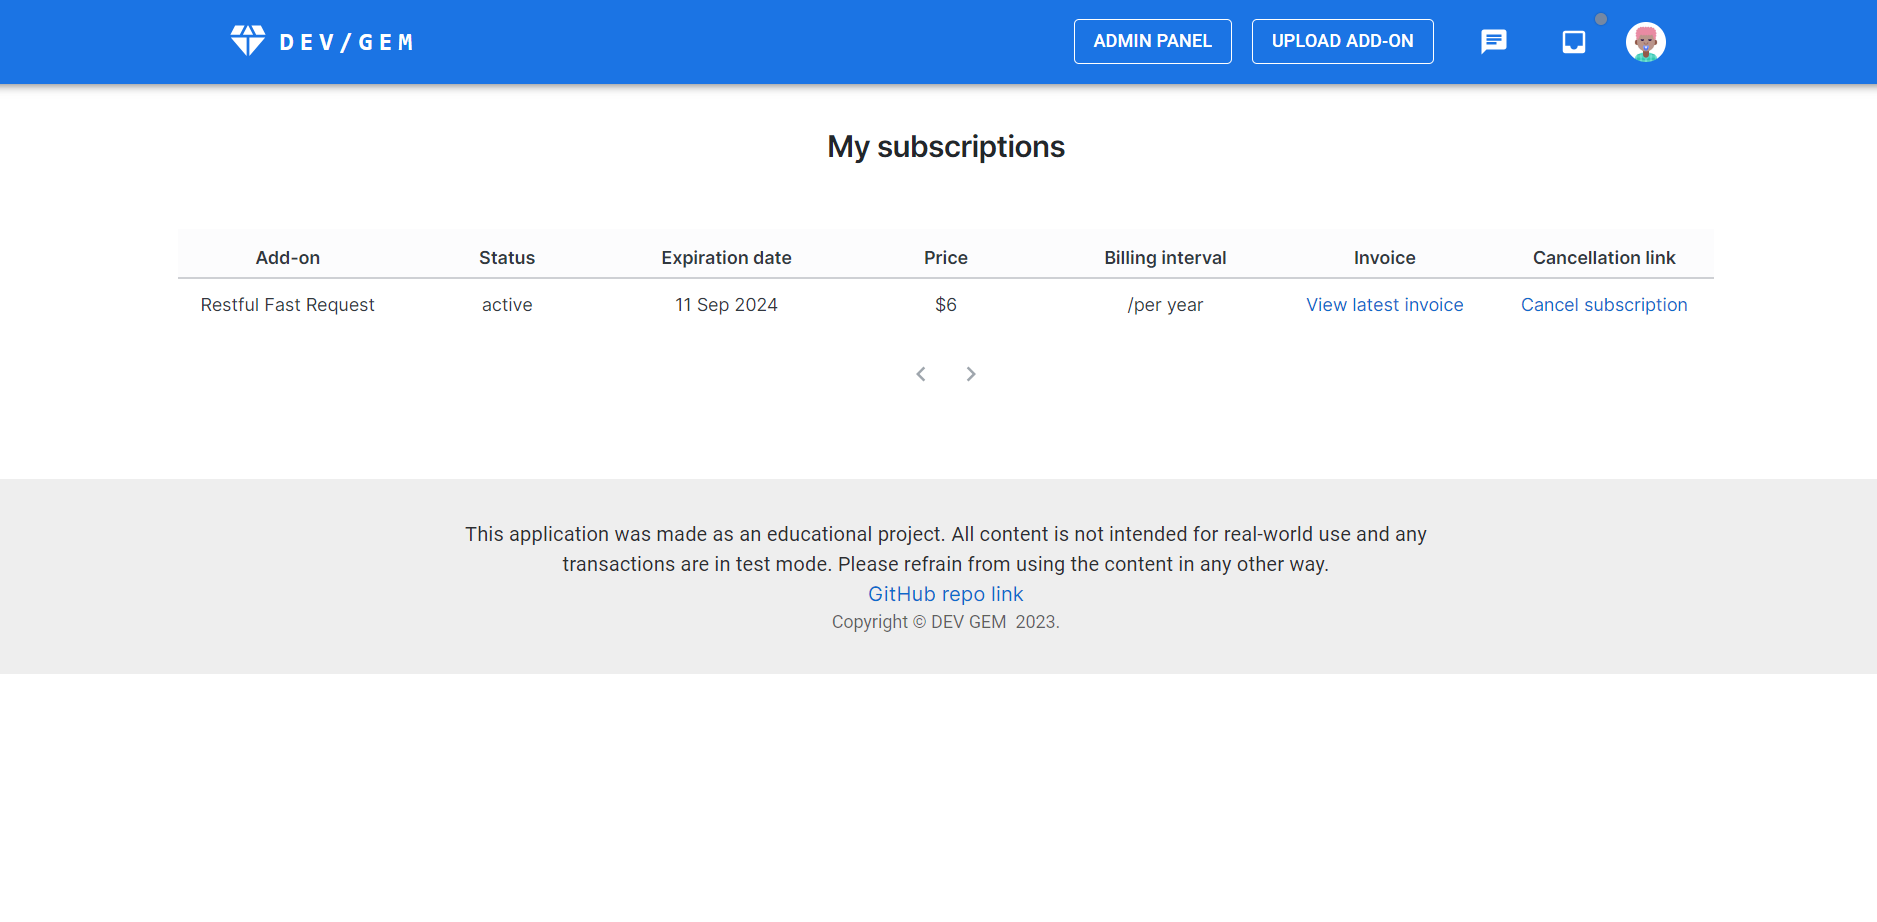 DEV/GEM
ADMIN PANEL
UPLOAD ADD-ON
My subscriptions
Add-on Status Expiration date Price Billing interval Invoice Cancellation link
Restful Fast Request active 11 Sep 2024 $6 /per year View latest invoice Cancel subscription
This application was made as an educational project. All content is not intended for real-world use and any
transactions are in test mode. Please refrain from using the content in any other way.
GitHub repo link
Copyright © DEV GEM 2023.